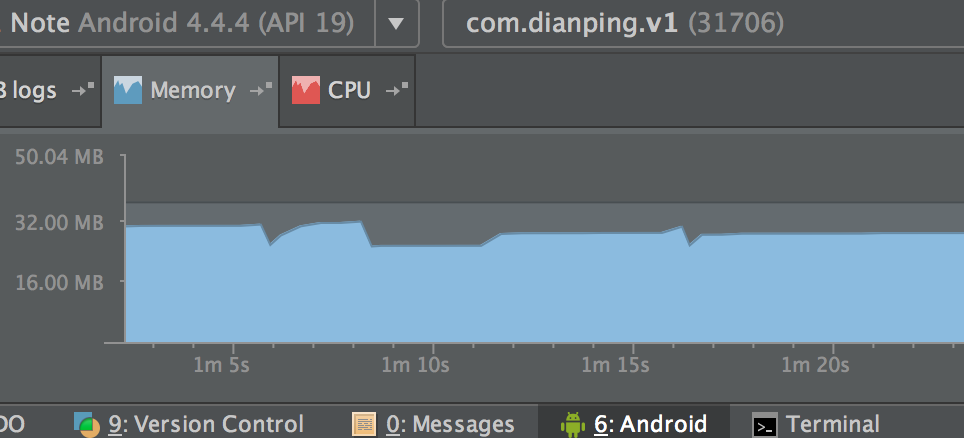 Note Android 4.4.4 (API 19) com.dianping.v1 (31706)
logs Memory CPU
50.04 MB
32.00 MB
16.00 MB
1m 5s 1m 10s 1m 15s 1m 20s
9: Version Control 0: Messages 6: Android Terminal